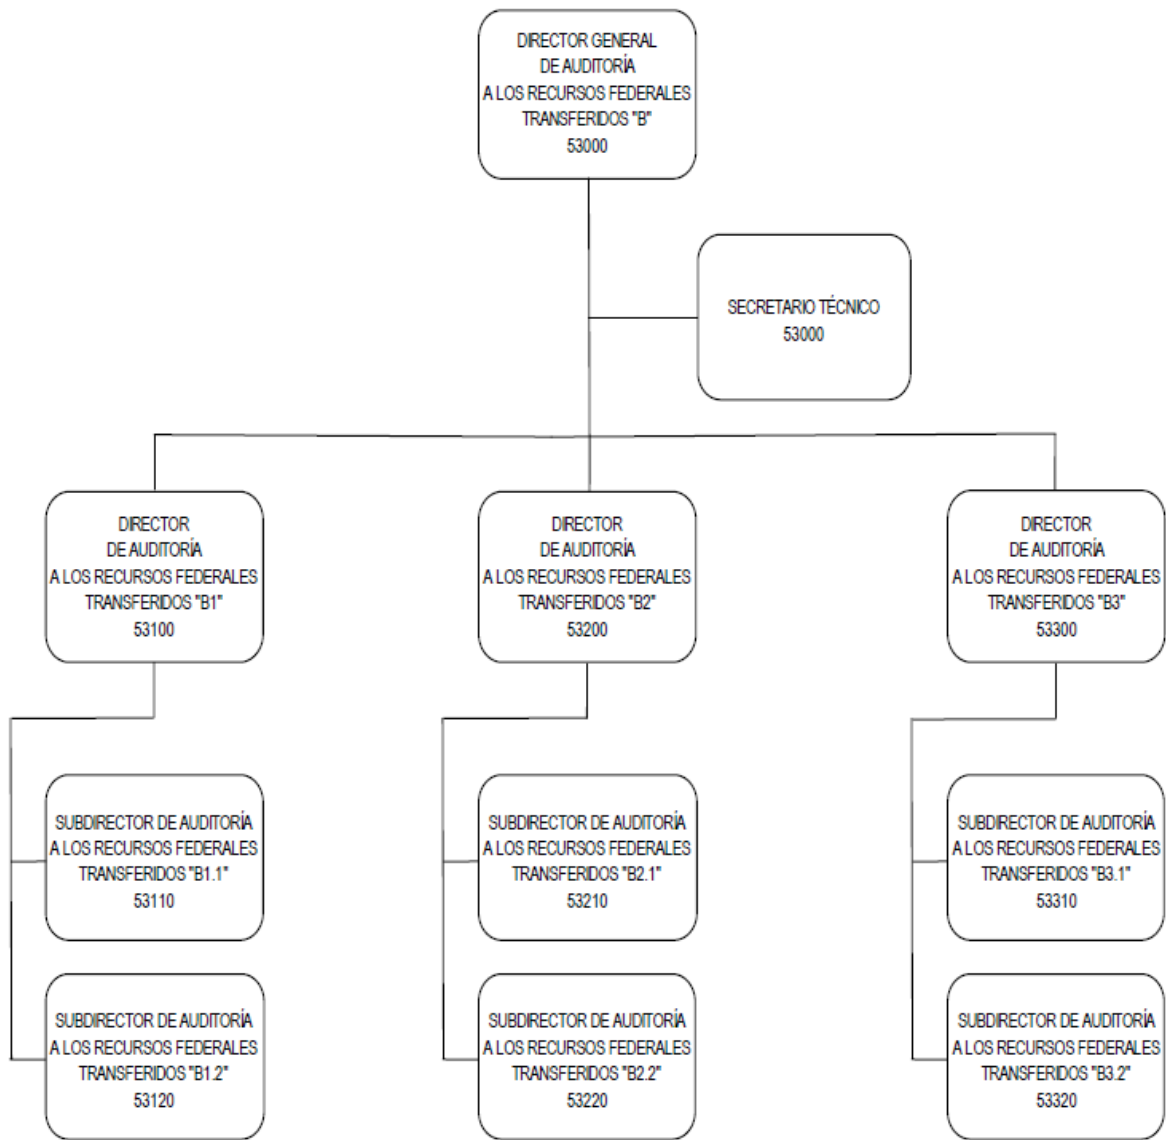 DIRECTOR GENERAL
DE AUDITORÍA
A LOS RECURSOS FEDERALES
TRANSFERIDOS "B"
53000
SECRETARIO TÉCNICO
53000
DIRECTOR
DE AUDITORÍA
A LOS RECURSOS FEDERALES
TRANSFERIDOS "B1"
53100
DIRECTOR
DE AUDITORÍA
A LOS RECURSOS FEDERALES
TRANSFERIDOS "B2"
53200
DIRECTOR
DE AUDITORÍA
A LOS RECURSOS FEDERALES
TRANSFERIDOS "B3"
53300
SUBDIRECTOR DE AUDITORÍA
A LOS RECURSOS FEDERALES
TRANSFERIDOS "B1.1"
53110
SUBDIRECTOR DE AUDITORÍA
A LOS RECURSOS FEDERALES
TRANSFERIDOS "B2.1"
53210
SUBDIRECTOR DE AUDITORÍA
A LOS RECURSOS FEDERALES
TRANSFERIDOS "B3.1"
53310
SUBDIRECTOR DE AUDITORÍA
A LOS RECURSOS FEDERALES
TRANSFERIDOS "B1.2"
53120
SUBDIRECTOR DE AUDITORÍA
A LOS RECURSOS FEDERALES
TRANSFERIDOS "B2.2"
53220
SUBDIRECTOR DE AUDITORÍA
A LOS RECURSOS FEDERALES
TRANSFERIDOS "B3.2"
53320